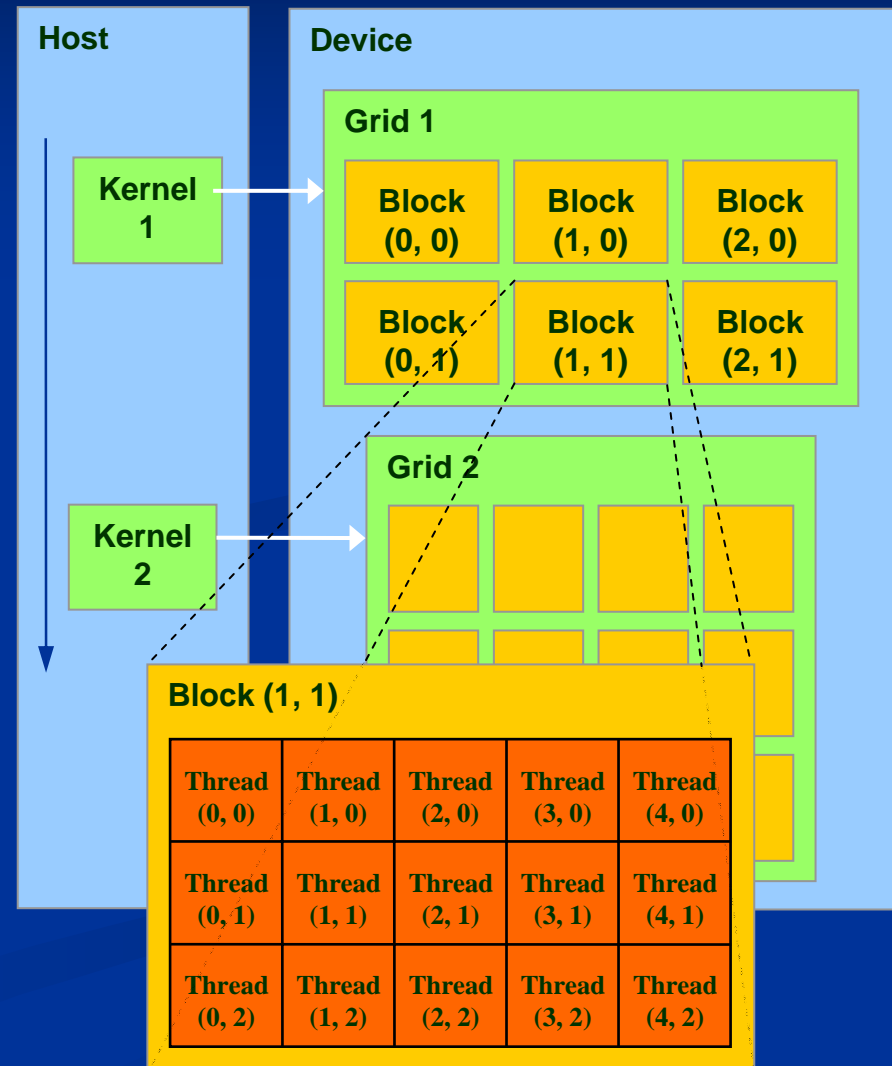 Host
Device
Grid 1
Kernel
1
Block
(0, 0)
Block
(1, 0)
Block
(2, 0)
Block
(0, 1)
Block
(1, 1)
Block
(2, 1)
Grid 2
Kernel
2
Block (1, 1)
Thread
(0, 0)
Thread
(1, 0)
Thread
(2, 0)
Thread
(3, 0)
Thread
(4, 0)
Thread
(0, 1)
Thread
(1, 1)
Thread
(2, 1)
Thread
(3, 1)
Thread
(4, 1)
Thread
(0, 2)
Thread
(1, 2)
Thread
(2, 2)
Thread
(3, 2)
Thread
(4, 2)